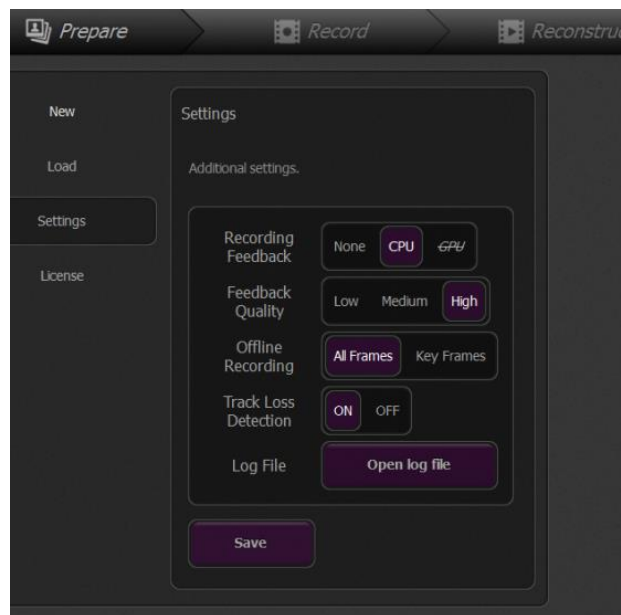 Prepare
Record
Reconstru
New
Load
Settings
License
Settings
Additional settings.
Recording
Feedback
None CPU GPU
Feedback
Quality
Low Medium High
Offline
Recording
All Frames Key Frames
Track Loss
Detection
ON OFF
Log File
Open log file
Save